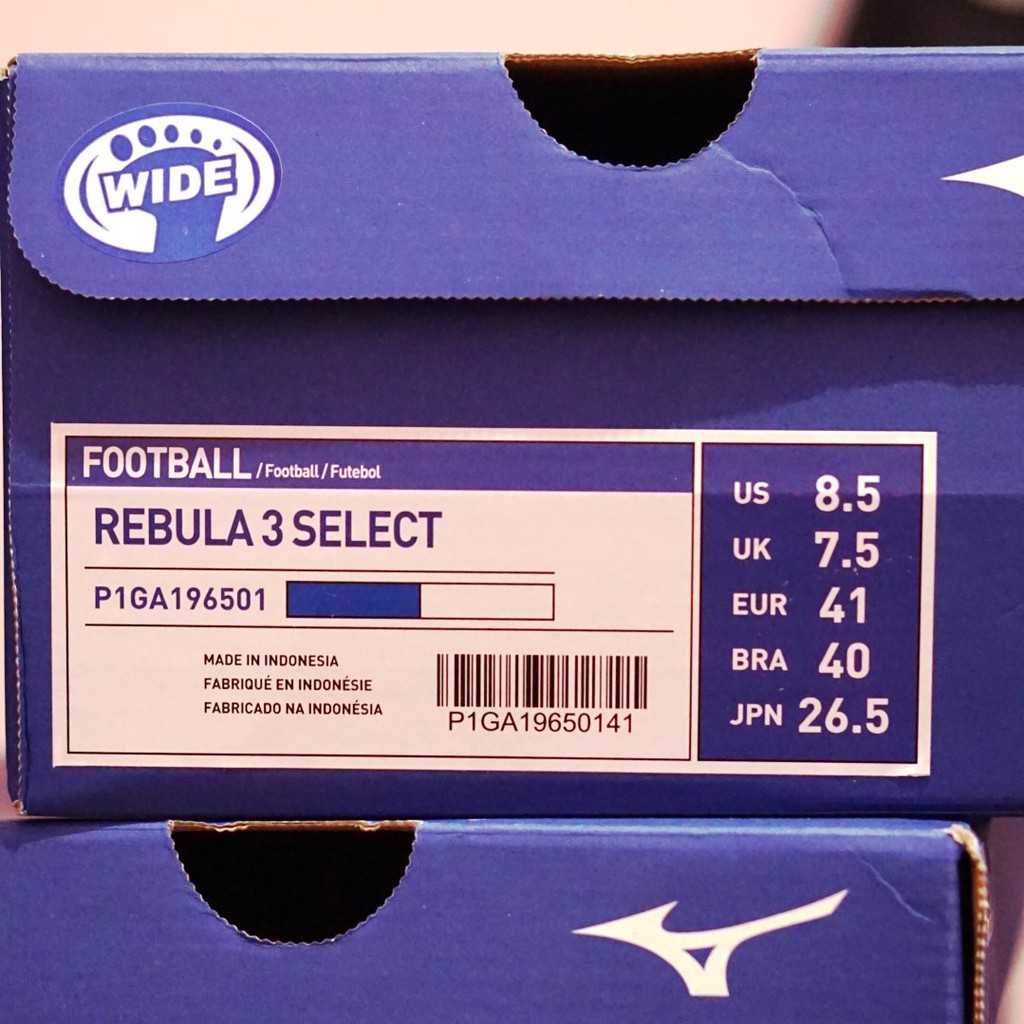 WIDE
FOOTBALL / Football / Futebol
REBULA 3 SELECT
P1GA196501
MADE IN INDONESIA
FABRIQUÉ EN INDONÉSIE
FABRICADO NA INDONÉSIA
P1GA19650141
US 8.5
UK 7.5
EUR 41
BRA 40
JPN 26.5